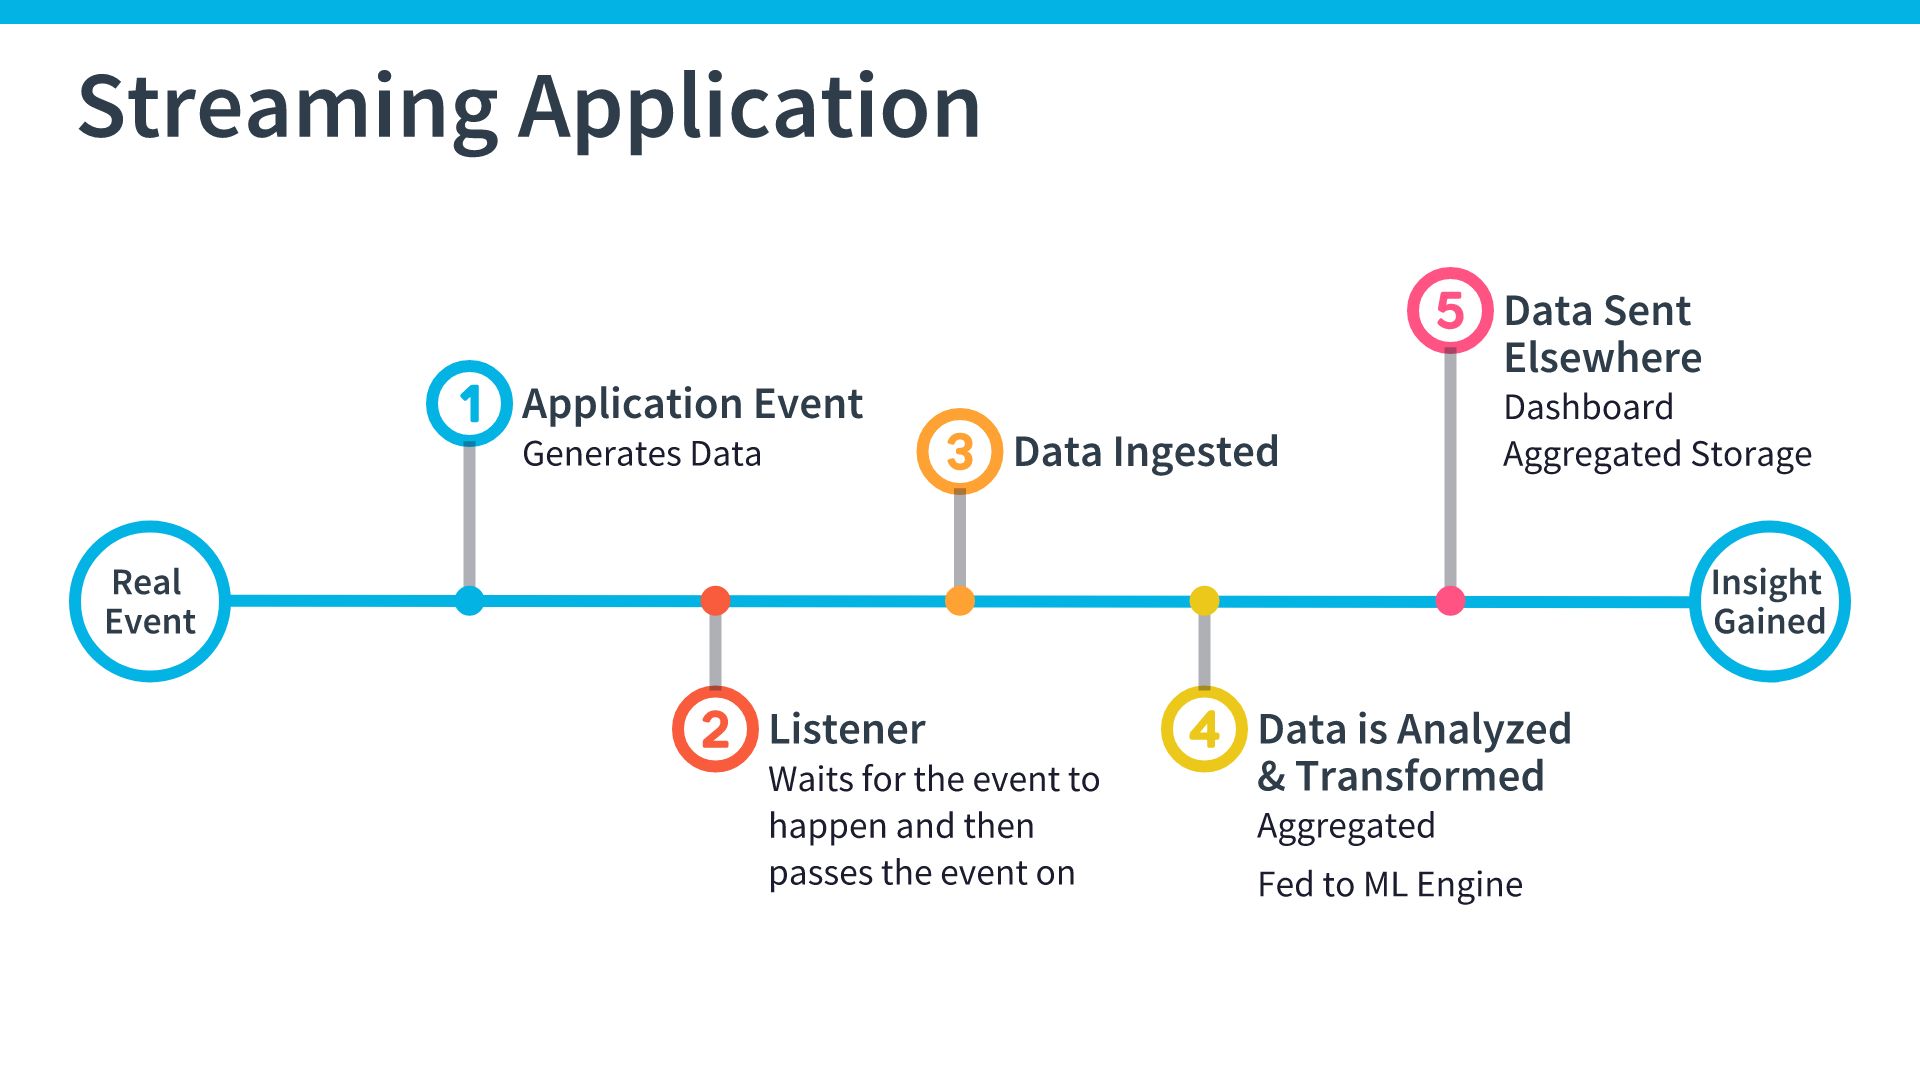 Streaming Application
Real
Event
1
Application Event
Generates Data
2
Listener
Waits for the event to
happen and then
passes the event on
3
Data Ingested
4
Data is Analyzed
& Transformed
Aggregated
Fed to ML Engine
5
Data Sent
Elsewhere
Dashboard
Aggregated Storage
Insight
Gained